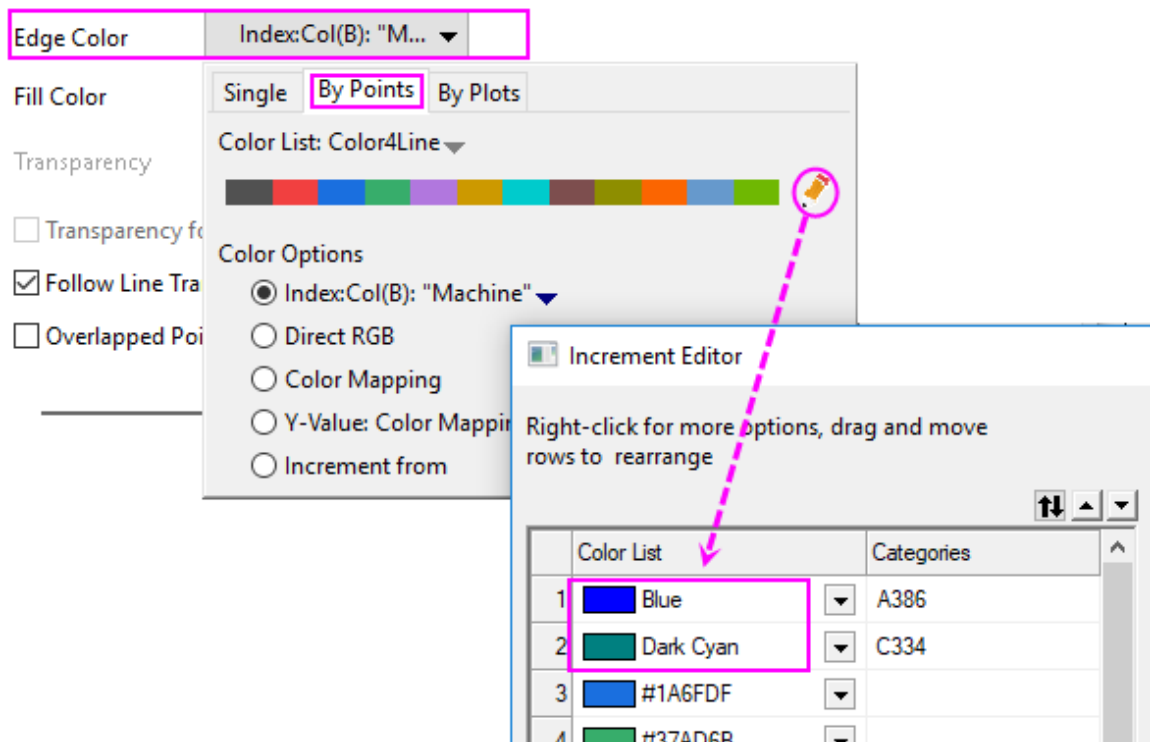 Edge Color Index:Col(B): "M...
Fill Color
Single By Points By Plots
Color List: Color4Line
Transparency
Transparency fo
Color Options
Follow Line Tra
Index:Col(B): "Machine"
Overlapped Poi
Direct RGB
Color Mapping
Y-Value: Color Mappin
Increment from
Increment Editor
Right-click for more options, drag and move
rows to rearrange
Color List Categories
1 Blue A386
2 Dark Cyan C334
3 #1A6FDF
4 #37AD6B